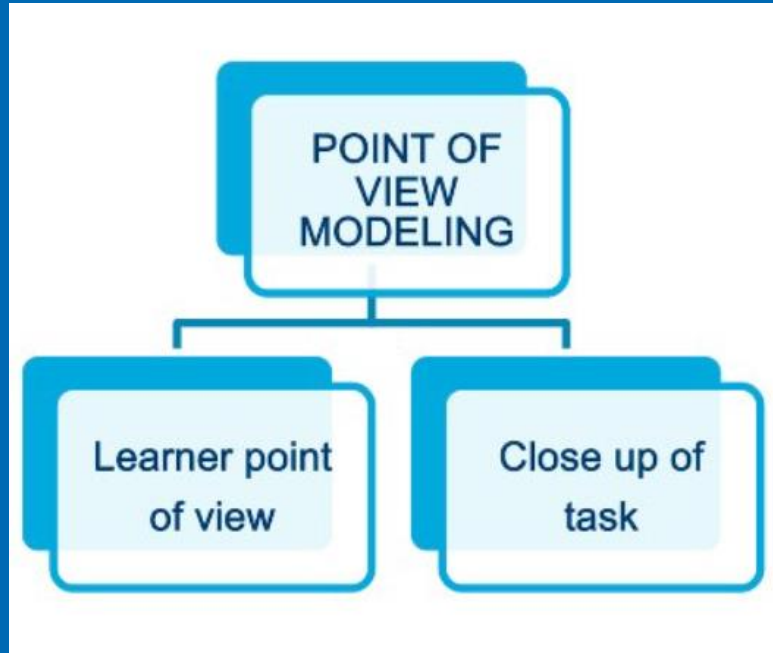 POINT OF
VIEW
MODELING
Learner point
of view
Close up of
task